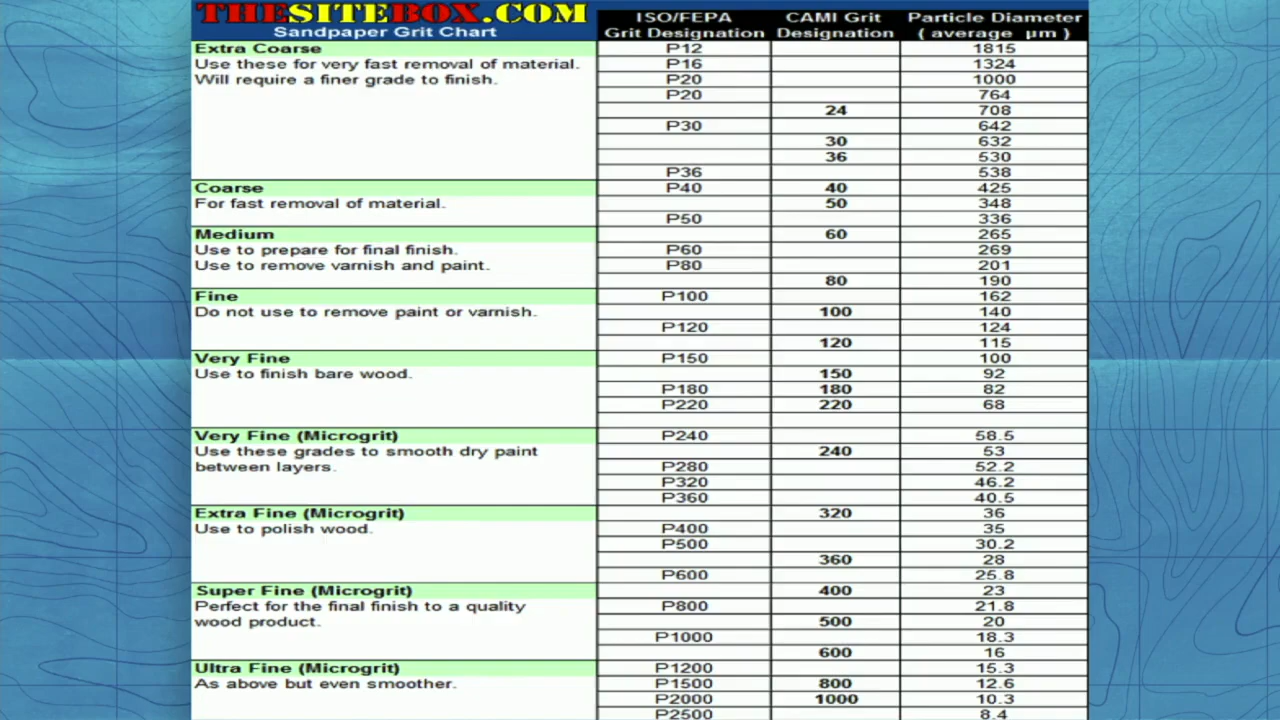 THESITEBOX.COM
Sandpaper Grit Chart
ISO/FEPA Grit Designation CAMI Grit Designation Particle Diameter ( average µm )
Extra Coarse P12 1815
Use these for very fast removal of material. P16 1324
Will require a finer grade to finish. P20 1000
P20 764
24 708
P30 642
30 632
36 530
P36 538
Coarse P40 40 425
For fast removal of material. 50 348
P50 336
Medium 60 265
Use to prepare for final finish. P60 269
Use to remove varnish and paint. P80 201
80 190
Fine P100 162
Do not use to remove paint or varnish. 100 140
P120 124
120 115
Very Fine P150 100
Use to finish bare wood. 150 92
P180 180 82
P220 220 68
Very Fine (Microgrit) P240 58.5
Use these grades to smooth dry paint 240 53
between layers. P280 52.2
P320 46.2
P360 40.5
Extra Fine (Microgrit) 320 36
Use to polish wood. P400 35
P500 30.2
360 28
P600 25.8
Super Fine (Microgrit) 400 23
Perfect for the final finish to a quality P800 21.8
wood product. 500 20
P1000 18.3
600 16
Ultra Fine (Microgrit) P1200 15.3
As above but even smoother. P1500 800 12.6
P2000 1000 10.3
P2500 8.4